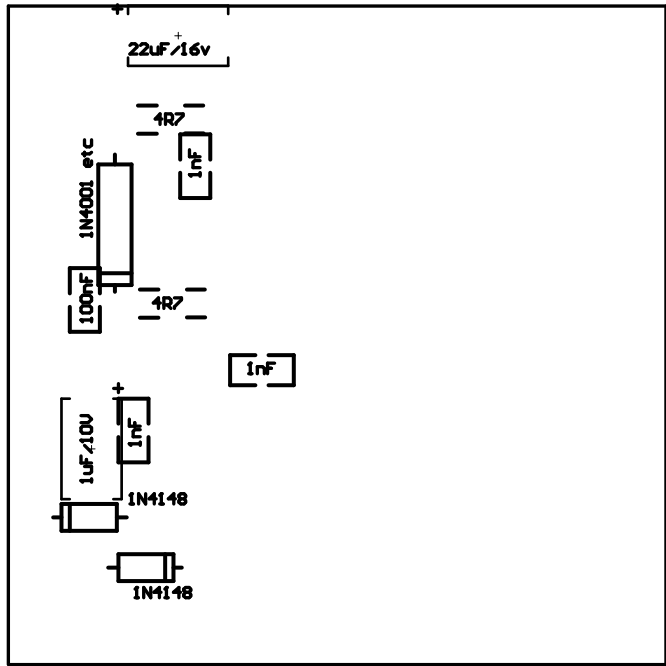 +
22uF/16v
4R7
1nF
1N4001 etc
100nF
4R7
1nF
+
1uF/10V
1nF
1N4148
1N4148